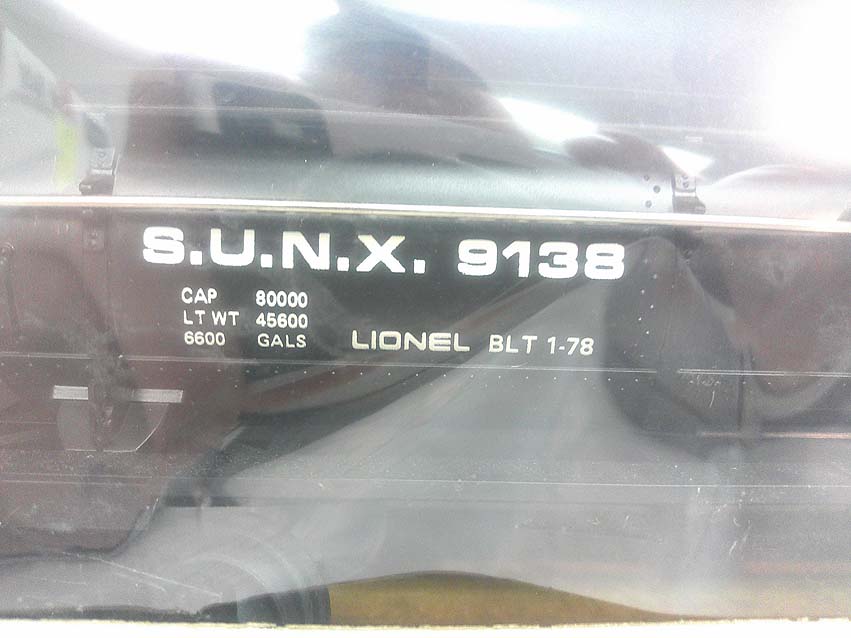 S.U.N.X. 9138
CAP 80000
LT WT 45600
6600 GALS LIONEL BLT 1-78